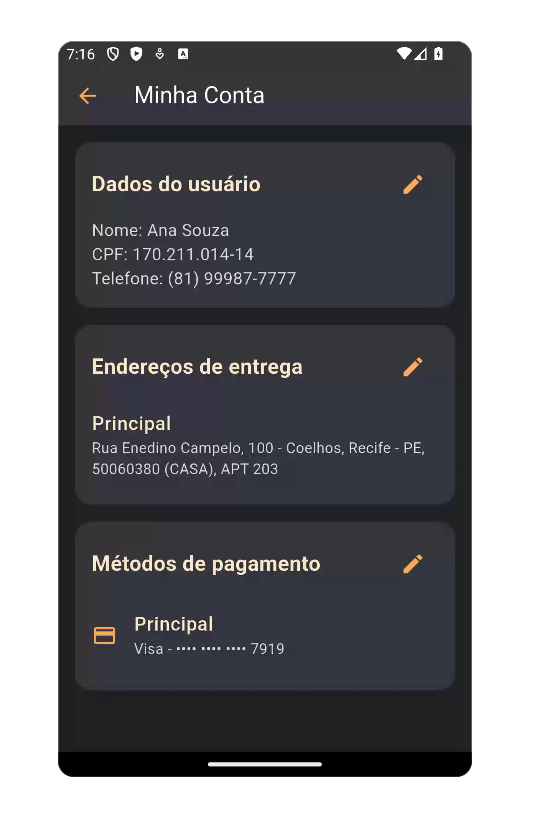 7:16
Minha Conta
Dados do usuário
Nome: Ana Souza
CPF: 170.211.014-14
Telefone: (81) 99987-7777
Endereços de entrega
Principal
Rua Enedino Campelo, 100 - Coelhos, Recife - PE,
50060380 (CASA), APT 203
Métodos de pagamento
Principal
Visa - •••• •••• •••• 7919